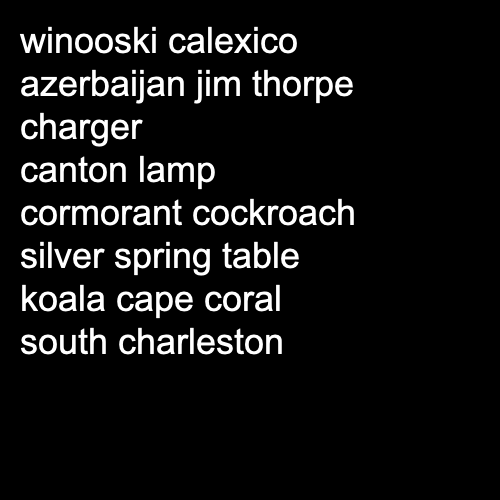 winooski calexico
azerbaijan jim thorpe
charger
canton lamp
cormorant cockroach
silver spring table
koala cape coral
south charleston